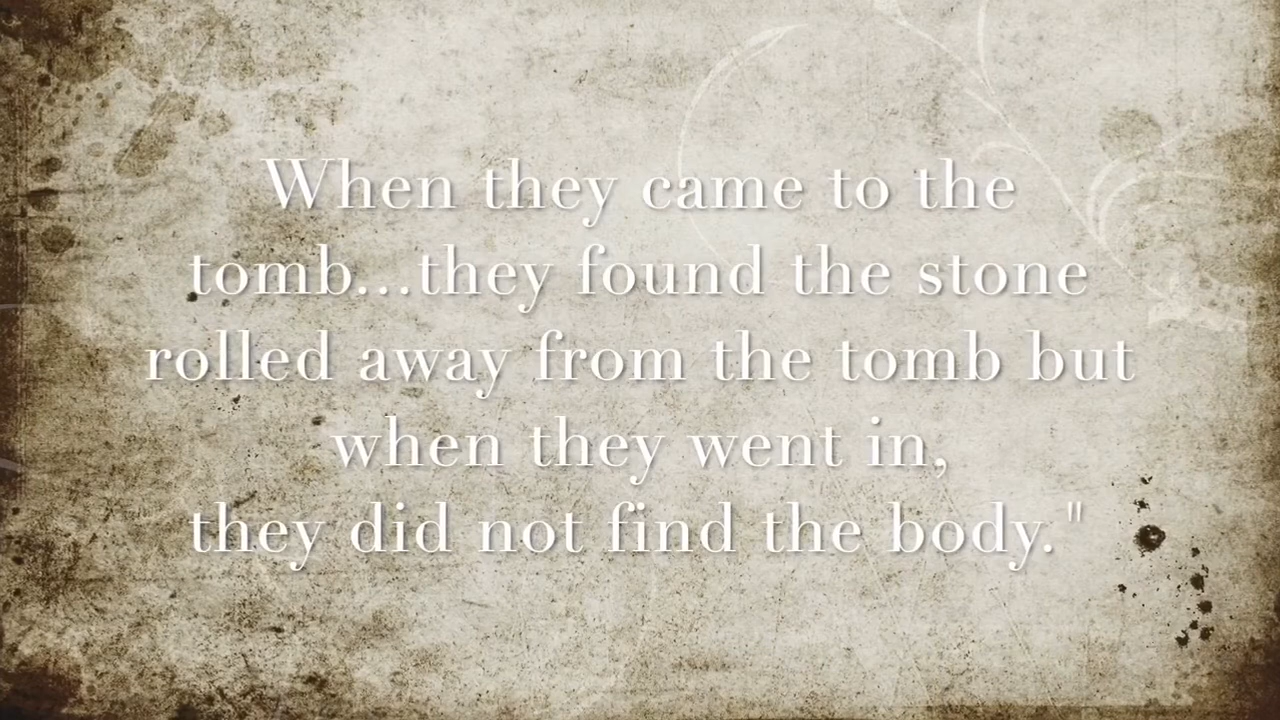 When they came to the
tomb...they found the stone
rolled away from the tomb but
when they went in,
they did not find the body."